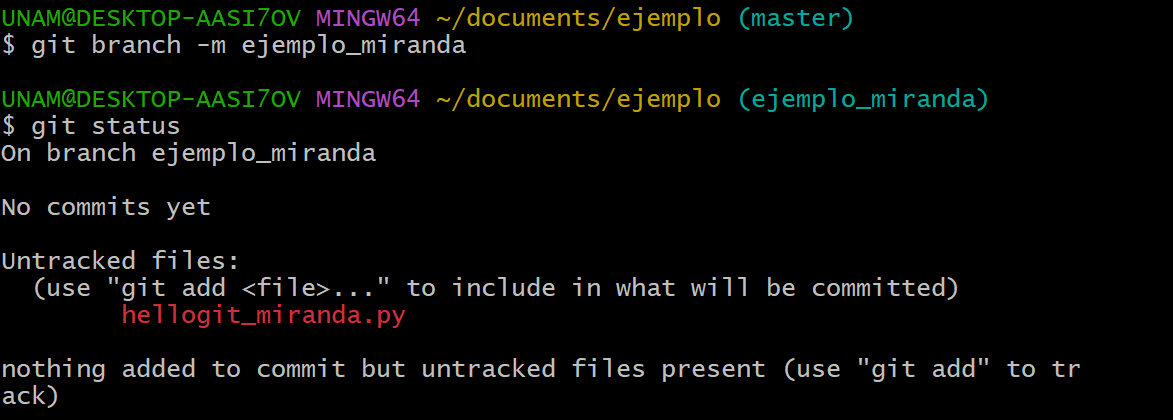 UNAM@DESKTOP-AASI7OV MINGW64 ~/documents/ejemplo (master)
$ git branch -m ejemplo_miranda
UNAM@DESKTOP-AASI7OV MINGW64 ~/documents/ejemplo (ejemplo_miranda)
$ git status
On branch ejemplo_miranda
No commits yet
Untracked files:
  (use "git add <file>..." to include in what will be committed)
        hellogit_miranda.py
nothing added to commit but untracked files present (use "git add" to tr
ack)